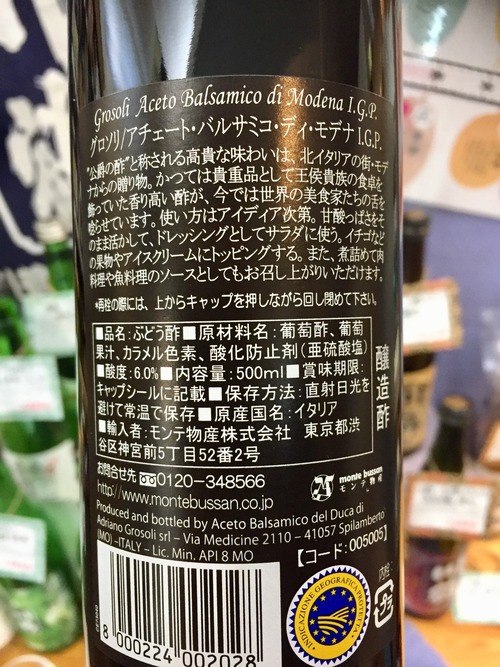 Grosoli Aceto Balsamico di Modena I.G.P.
グロソリ/アチェート・バルサミコ・ディ・モデナ I.G.P.
"公爵の酢"と称される高貴な味わいは、北イタリアの街・モデ
ナからの贈り物。かつては貴重品として王侯貴族の食卓を
飾っていた香り高い酢が、今では世界の美食家たちの舌を
唸らせています。使い方はアイディア次第。甘酸っぱさをそ
のまま活かして、ドレッシングとしてサラダに使う。イチゴなど
の果物やアイスクリームにトッピングする。また、煮詰めて肉
料理や魚料理のソースとしてもお召し上がりいただけます。
*再栓の際には、上からキャップを押しながら回し閉めて下さい。
■品名:ぶどう酢■原材料名:葡萄酢、葡萄
果汁、カラメル色素、酸化防止剤(亜硫酸塩)
■酸度:6.0%■内容量:500ml■賞味期限:
キャップシールに記載■保存方法:直射日光を
避けて常温で保存■原産国名:イタリア
■輸入者:モンテ物産株式会社 東京都渋
谷区神宮前5丁目52番2号
醸造酢
お問合せ先 0120-348566
http://www.montebussan.co.jp
monte bussan
モンテ物産
Produced and bottled by Aceto Balsamico del Duca di
Adriano Grosoli srl – Via Medicine 2110 – 41057 Spilamberto
(MO) –ITALY – Lic. Min. API 8 MO
【コード:005005】
8 000224 002028
INDICAZIONE GEOGRAFICA PROTETTA
内栓:
プラ